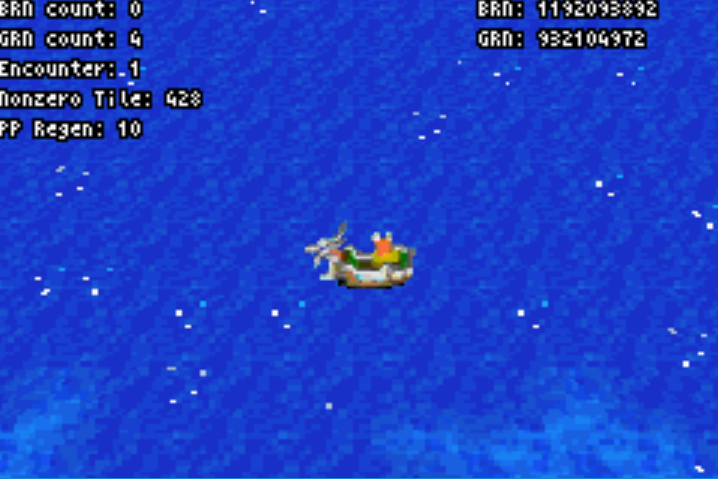 BRN count: 0
GRN count: 4
Encounter: 1
Nonzero Tile: 428
PP Regen: 10
BRN: 1192093892
GRN: 932104972